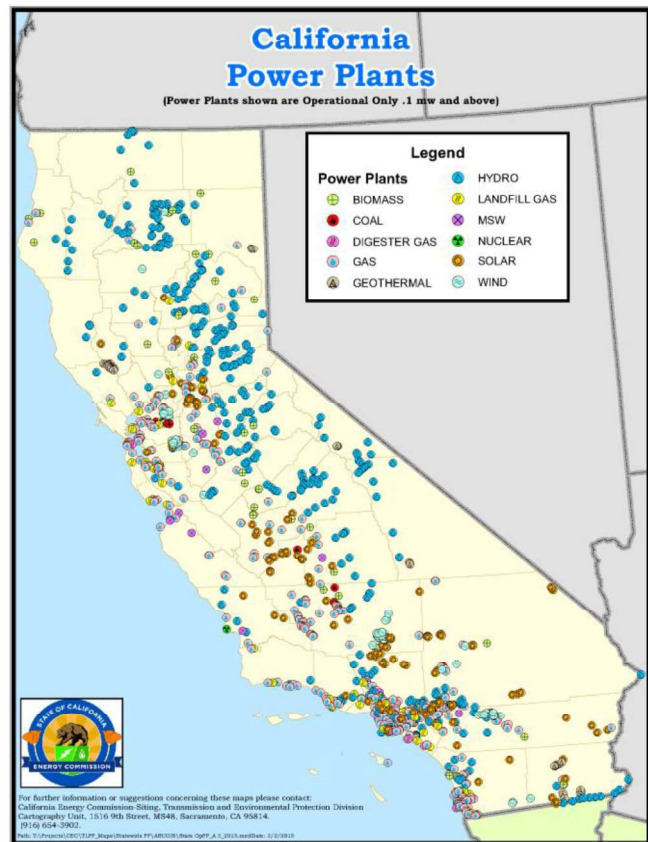 California
Power Plants
(Power Plants shown are Operational Only .1 mw and above)
Legend
Power Plants
BIOMASS
COAL
DIGESTER GAS
GAS
GEOTHERMAL
HYDRO
LANDFILL GAS
MSW
NUCLEAR
SOLAR
WIND
STATE OF CALIFORNIA
ENERGY COMMISSION
For further information or suggestions concerning these maps please contact:
California Energy Commission-Siting, Transmission and Environmental Protection Division
Cartography Unit, 1516 9th Street, MS48, Sacramento, CA 95814.
(916) 654-3902.